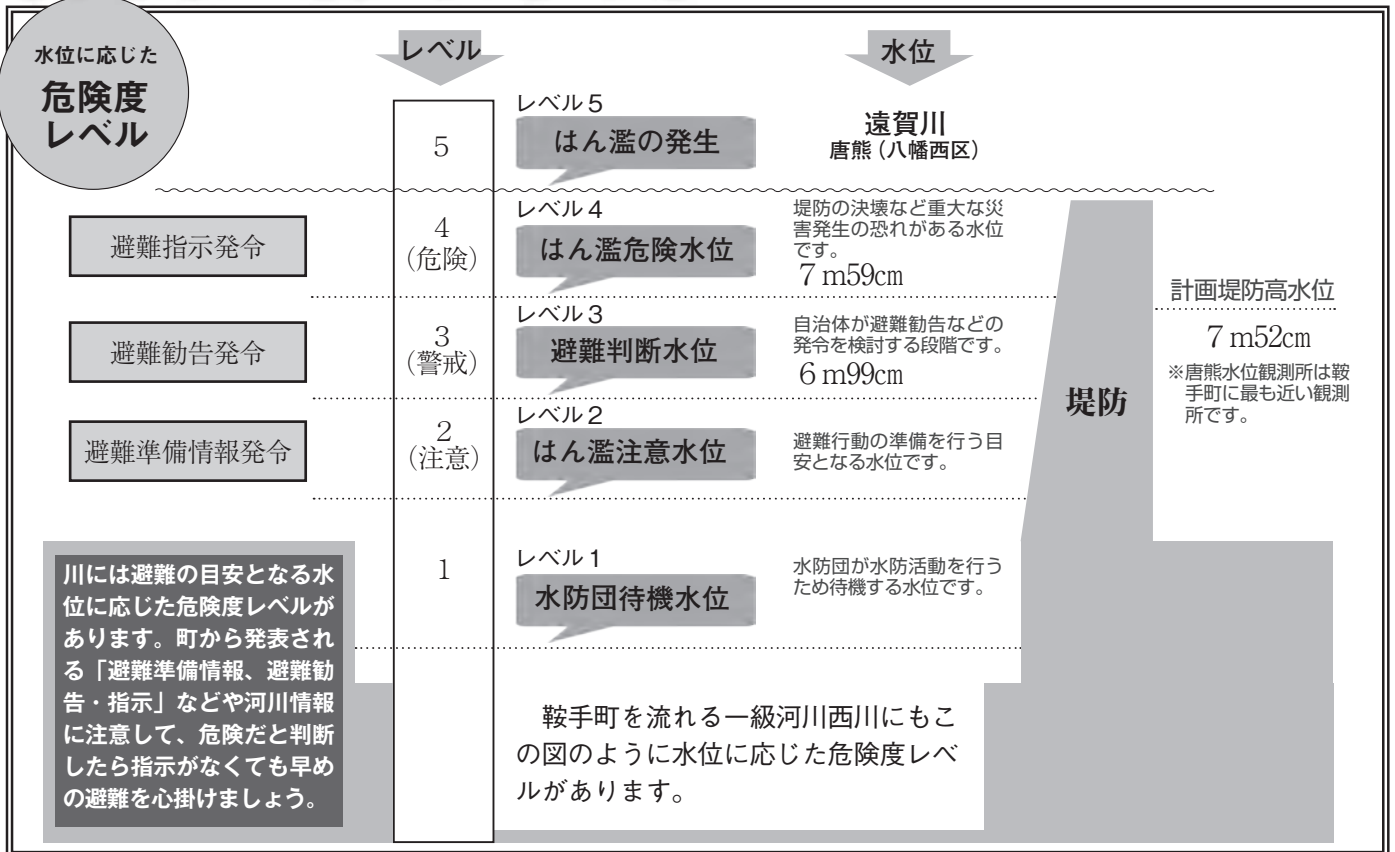 水位に応じた
危険度
レベル
レベル
水位
5
レベル5
はん濫の発生
遠賀川
唐熊（八幡西区）
避難指示発令
4
（危険）
レベル4
はん濫危険水位
堤防の決壊など重大な災
害発生の恐れがある水位
です。
7m59cm
避難勧告発令
3
（警戒）
レベル3
避難判断水位
自治体が避難勧告などの
発令を検討する段階です。
6m99cm
避難準備情報発令
2
（注意）
レベル2
はん濫注意水位
避難行動の準備を行う目
安となる水位です。
1
レベル1
水防団待機水位
水防団が水防活動を行う
ため待機する水位です。
堤防
計画堤防高水位
7m52cm
※唐熊水位観測所は鞍
手町に最も近い観測
所です。
川には避難の目安となる水
位に応じた危険度レベルが
あります。町から発表され
る「避難準備情報、避難勧
告・指示」などや河川情報
に注意して、危険だと判断
したら指示がなくても早め
の避難を心掛けましょう。
鞍手町を流れる一級河川西川にもこ
の図のように水位に応じた危険度レベ
ルがあります。